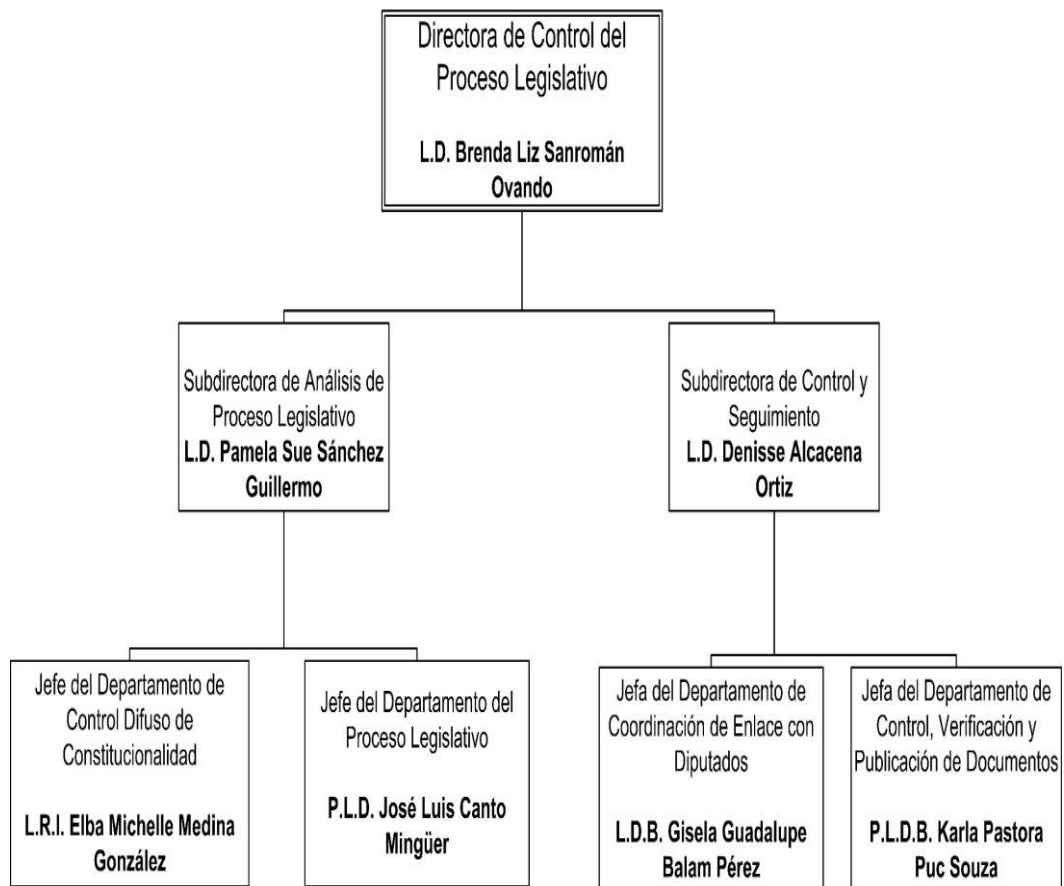 Directora de Control del
Proceso Legislativo
L.D. Brenda Liz Sanromán
Ovando
Subdirectora de Análisis de
Proceso Legislativo
L.D. Pamela Sue Sánchez
Guillermo
Subdirectora de Control y
Seguimiento
L.D. Denisse Alcacena
Ortiz
Jefe del Departamento de
Control Difuso de
Constitucionalidad
L.R.I. Elba Michelle Medina
González
Jefe del Departamento del
Proceso Legislativo
P.L.D. José Luis Canto
Mingüer
Jefa del Departamento de
Coordinación de Enlace con
Diputados
L.D.B. Gisela Guadalupe
Balam Pérez
Jefa del Departamento de
Control, Verificación y
Publicación de Documentos
P.L.D.B. Karla Pastora
Puc Souza